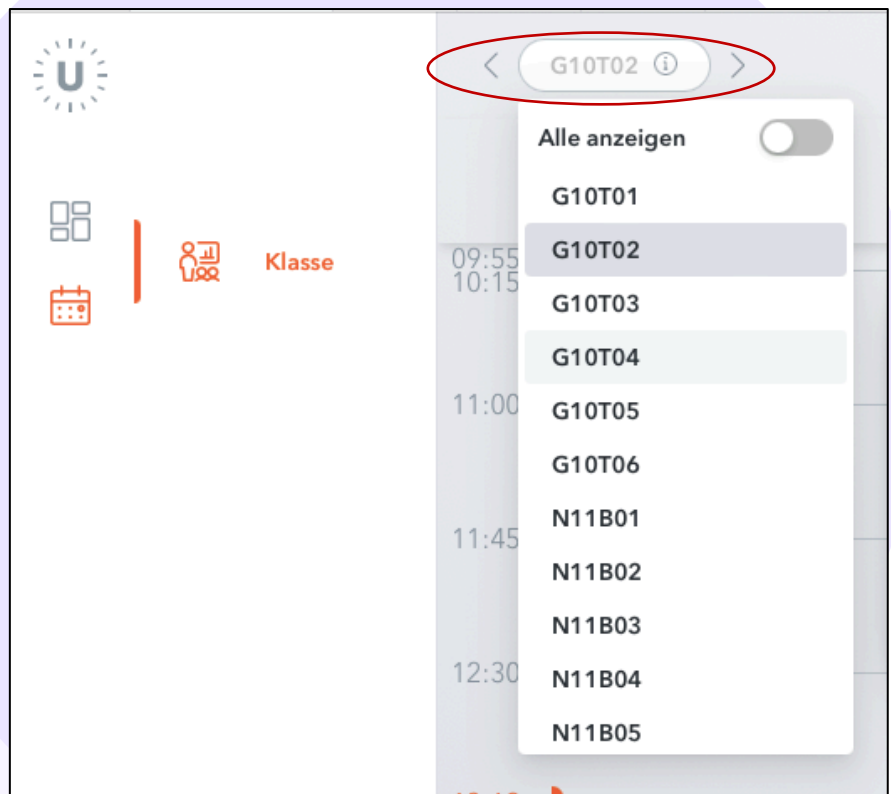 U
G10T02
Alle anzeigen
G10T01
G10T02
G10T03
G10T04
G10T05
G10T06
N11B01
N11B02
N11B03
N11B04
N11B05
Klasse
09:55
10:15
11:00
11:45
12:30